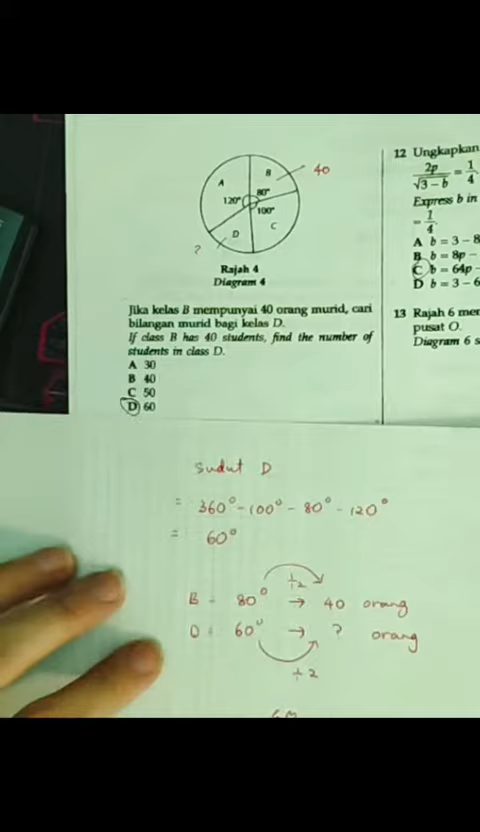 A
B
40
120°
80°
100°
D
C
?
Rajah 4
Diagram 4
Jika kelas B mempunyai 40 orang murid, cari
bilangan murid bagi kelas D.
If class B has 40 students, find the number of
students in class D.
A 30
B 40
C 50
D 60
12 Ungkapkan
2p/√3 – b = 1/4
Express b in
= 1/4
A b = 3 – 8
B b = 8p –
C b = 64p –
D b = 3 – 6
13 Rajah 6 mer
pusat O.
Diagram 6 s
Sudut D
= 360° - 100° - 80° - 120°
= 60°
÷2
B = 80° → 40 orang
D = 60° → ? orang
÷2